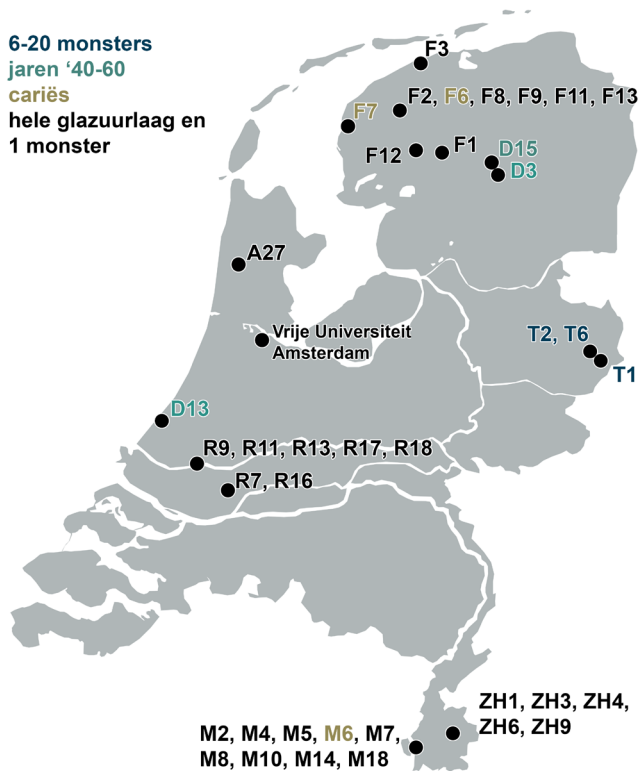 6-20 monsters
jaren ‘40-60
cariës
hele glazuurlaag en
1 monster
F3
F2, F6, F8, F9, F11, F13
F7
F12
F1
D15
D3
A27
Vrije Universiteit
Amsterdam
T2, T6
T1
D13
R9, R11, R13, R17, R18
R7, R16
ZH1, ZH3, ZH4,
ZH6, ZH9
M2, M4, M5, M6, M7,
M8, M10, M14, M18